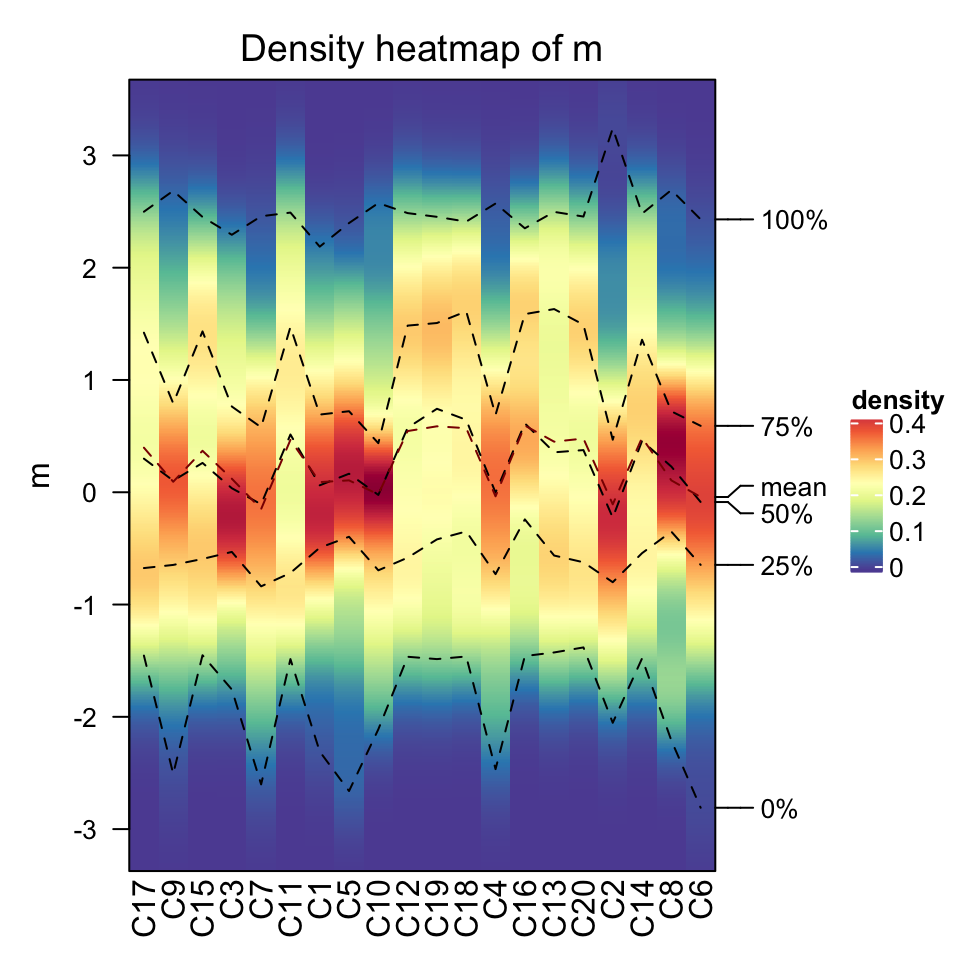 Density heatmap of m
3
2
1
0
-1
-2
-3
m
100%
75%
mean
50%
25%
0%
density
0.4
0.3
0.2
0.1
0
C17
C9
C15
C3
C7
C11
C1
C5
C10
C12
C19
C18
C4
C16
C13
C20
C2
C14
C8
C6